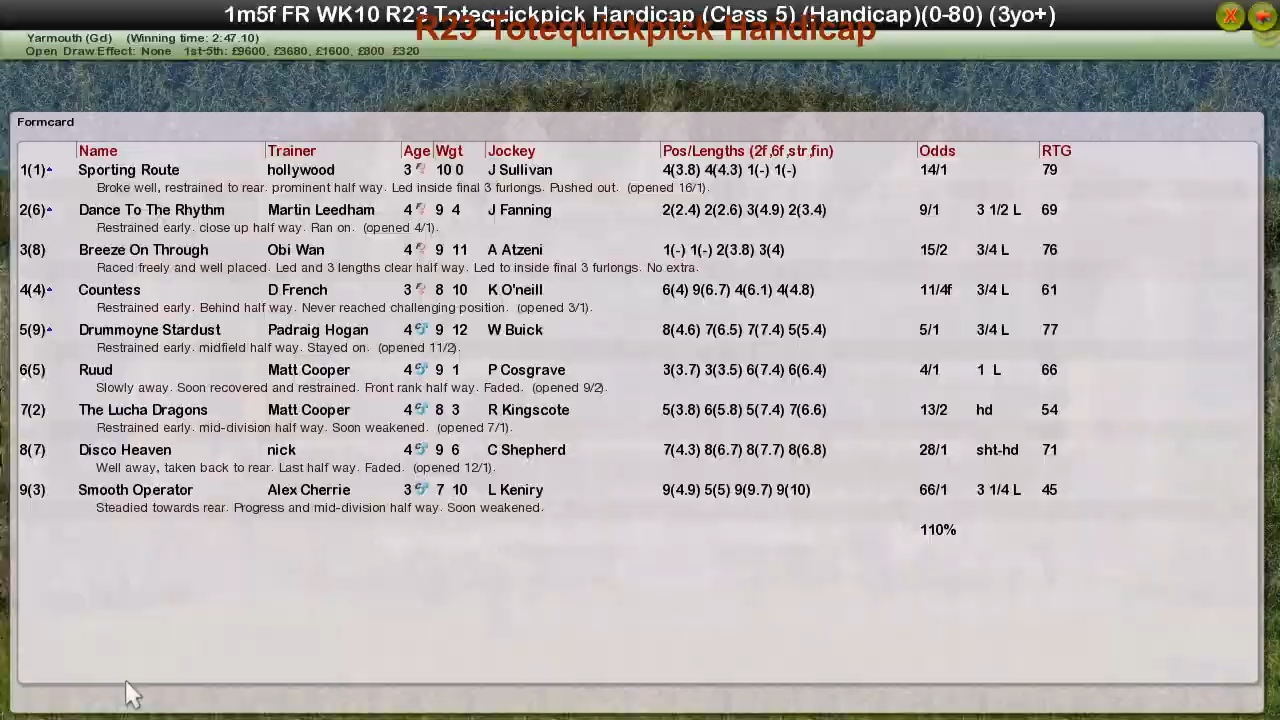 1m5f FR WK10 R23 Totequickpick Handicap (Class 5) (Handicap)(0-80) (3yo+)
R23 Totequickpick Handicap
Yarmouth (Gd) (Winning time: 2:47.10)
Open Draw Effect: None 1st-5th: £9600, £3680, £1600, £800 £320
Formcard
Name Trainer Age Wgt Jockey Pos/Lengths (2f,6f,str,fin) Odds RTG
1(1) Sporting Route hollywood 3 10 0 J Sullivan 4(3.8) 4(4.3) 1(-) 1(-) 14/1 79
Broke well, restrained to rear. prominent half way. Led inside final 3 furlongs. Pushed out. (opened 16/1).
2(6) Dance To The Rhythm Martin Leedham 4 9 4 J Fanning 2(2.4) 2(2.6) 3(4.9) 2(3.4) 9/1 3 1/2 L 69
Restrained early. close up half way. Ran on. (opened 4/1).
3(8) Breeze On Through Obi Wan 4 9 11 A Atzeni 1(-) 1(-) 2(3.8) 3(4) 15/2 3/4 L 76
Raced freely and well placed. Led and 3 lengths clear half way. Led to inside final 3 furlongs. No extra.
4(4) Countess D French 3 8 10 K O'neill 6(4) 9(6.7) 4(6.1) 4(4.8) 11/4f 3/4 L 61
Restrained early. Behind half way. Never reached challenging position. (opened 3/1).
5(9) Drummoyne Stardust Padraig Hogan 4 9 12 W Buick 8(4.6) 7(6.5) 7(7.4) 5(5.4) 5/1 3/4 L 77
Restrained early. midfield half way. Stayed on. (opened 11/2).
6(5) Ruud Matt Cooper 4 9 1 P Cosgrave 3(3.7) 3(3.5) 6(7.4) 6(6.4) 4/1 1 L 66
Slowly away. Soon recovered and restrained. Front rank half way. Faded. (opened 9/2).
7(2) The Lucha Dragons Matt Cooper 4 8 3 R Kingscote 5(3.8) 6(5.8) 5(7.4) 7(6.6) 13/2 hd 54
Restrained early. mid-division half way. Soon weakened. (opened 7/1).
8(7) Disco Heaven nick 4 9 6 C Shepherd 7(4.3) 8(6.7) 8(7.7) 8(6.8) 28/1 sht-hd 71
Well away, taken back to rear. Last half way. Faded. (opened 12/1).
9(3) Smooth Operator Alex Cherrie 3 7 10 L Keniry 9(4.9) 5(5) 9(9.7) 9(10) 66/1 3 1/4 L 45
Steadied towards rear. Progress and mid-division half way. Soon weakened.
110%